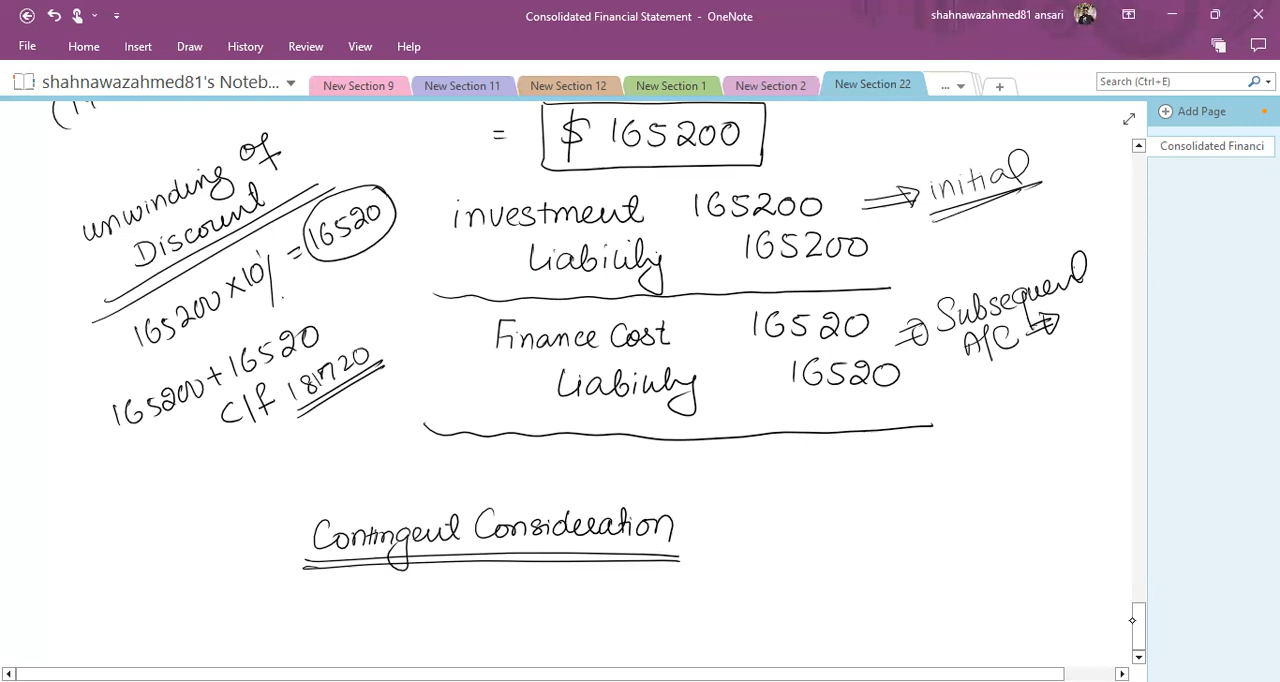 Consolidated Financial Statement - OneNote
shahnawazahmed81 ansari
File Home Insert Draw History Review View Help
shahnawazahmed81's Noteb...
New Section 9
New Section 11
New Section 12
New Section 1
New Section 2
New Section 22
...
Search (Ctrl+E)
Add Page
Consolidated Financi
= $ 165200
unwinding of
Discount
165200 x 10% = 16520
165200 + 16520
C/f 181720
investment 165200 ⇒ initial
Liability 165200
Finance Cost 16520 ⇒ Subsequent
A/C ⇒
Liability 16520
Contingent Consideration